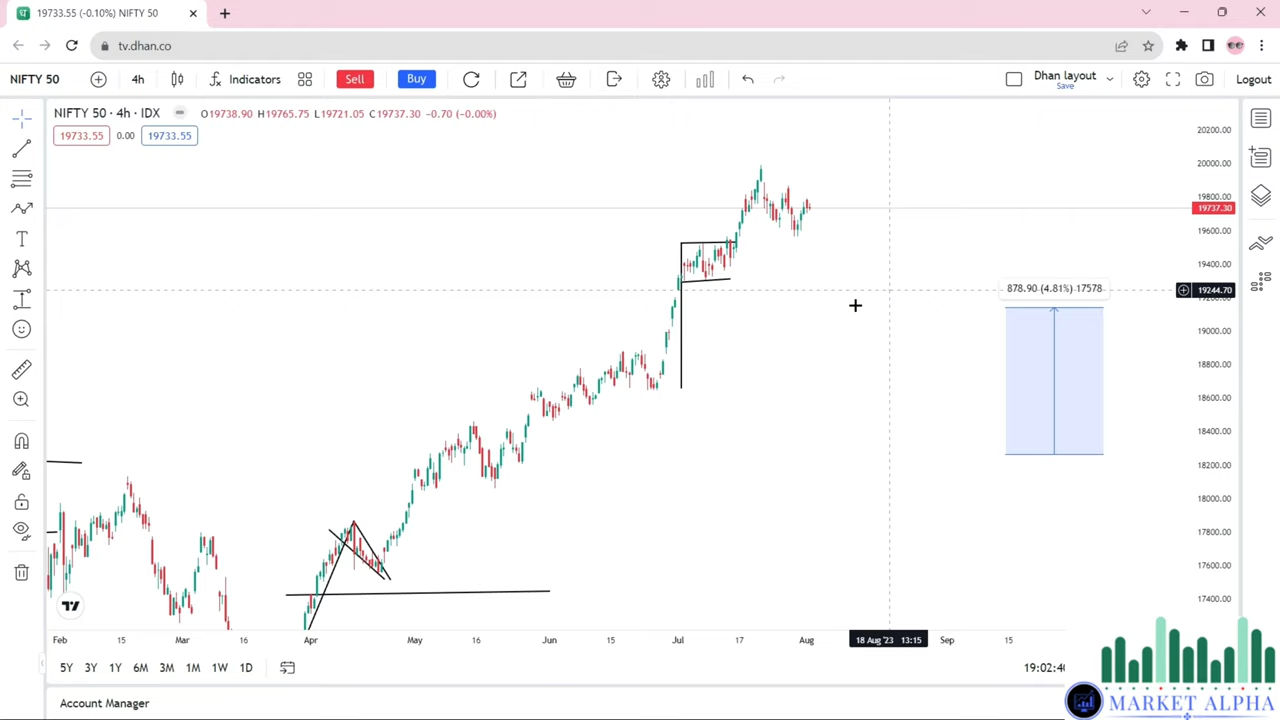 19733.55 (-0.10%) NIFTY 50
tv.dhan.co
NIFTY 50
4h
Indicators
Sell
Buy
Dhan layout
Save
Logout
NIFTY 50 · 4h · IDX
O19738.90 H19765.75 L19721.05 C19737.30 −0.70 (−0.00%)
19733.55 0.00 19733.55
20200.00
20000.00
19800.00
19737.30
19600.00
19400.00
878.90 (4.81%) 17578
19244.70
19000.00
18800.00
18600.00
18400.00
18200.00
18000.00
17800.00
17600.00
17400.00
Feb 15 Mar 16 Apr May 16 Jun 15 Jul 17 Aug 18 Aug '23 13:15 Sep 15
5Y 3Y 1Y 6M 3M 1M 1W 1D
Account Manager
MARKET ALPHA